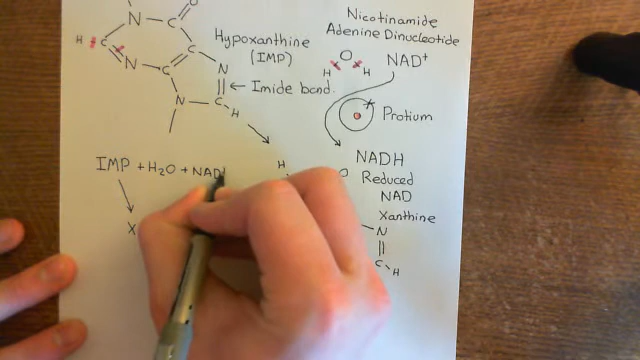 Nicotinamide
Adenine Dinucleotide
NAD⁺
Hypoxanthine
(IMP)
O
H H
N C C
H C
N C
N
C
N – C
H
← Imide bond.
Protium
NADH
Reduced
NAD
Xanthine
IMP + H₂O + NAD
X
H
O
N
C H